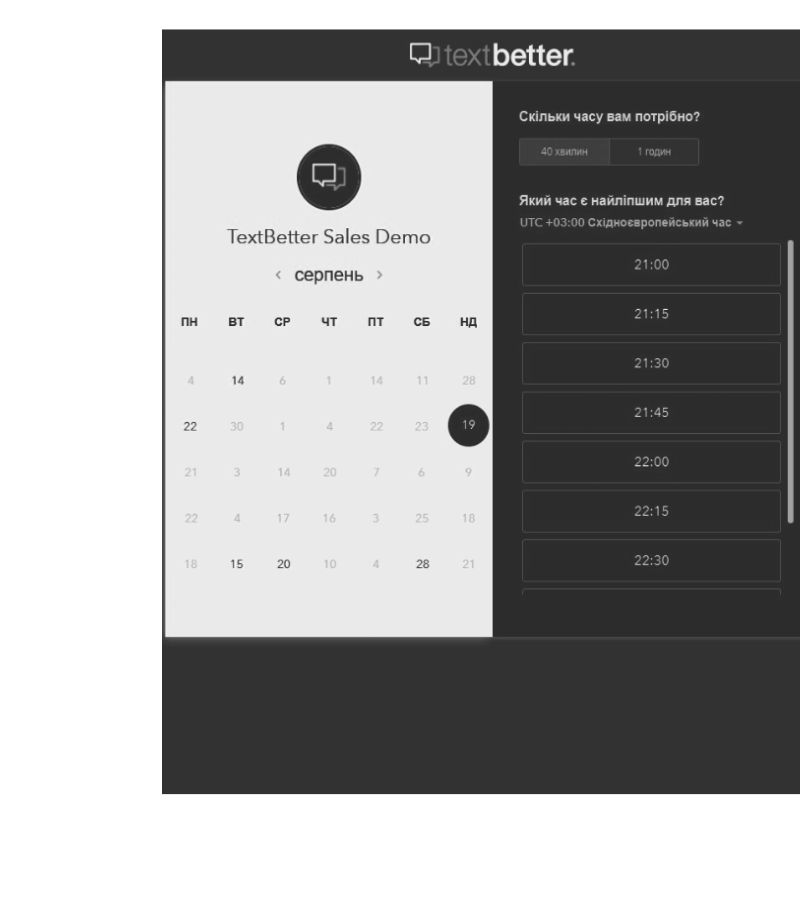 textbetter.
TextBetter Sales Demo
серпень
ПН ВТ СР ЧТ ПТ СБ НД
4 14 6 1 14 11 28
22 30 1 4 22 23 19
21 3 14 20 7 6 9
22 4 17 16 3 25 18
18 15 20 10 4 28 21
Скільки часу вам потрібно?
40 хвилин 1 годин
Який час є найліпшим для вас?
UTC +03:00 Східноєвропейський час
21:00
21:15
21:30
21:45
22:00
22:15
22:30